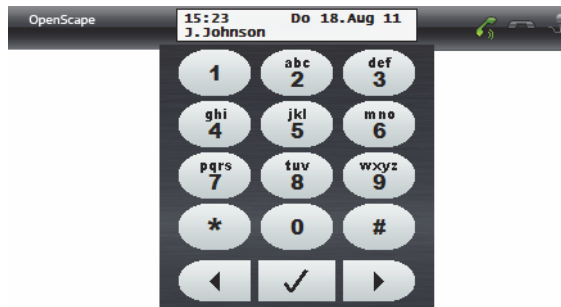 OpenScape
15:23 Do 18.Aug 11
J.Johnson
1
abc
2
def
3
ghi
4
jkl
5
mno
6
pqrs
7
tuv
8
wxyz
9
*
0
#